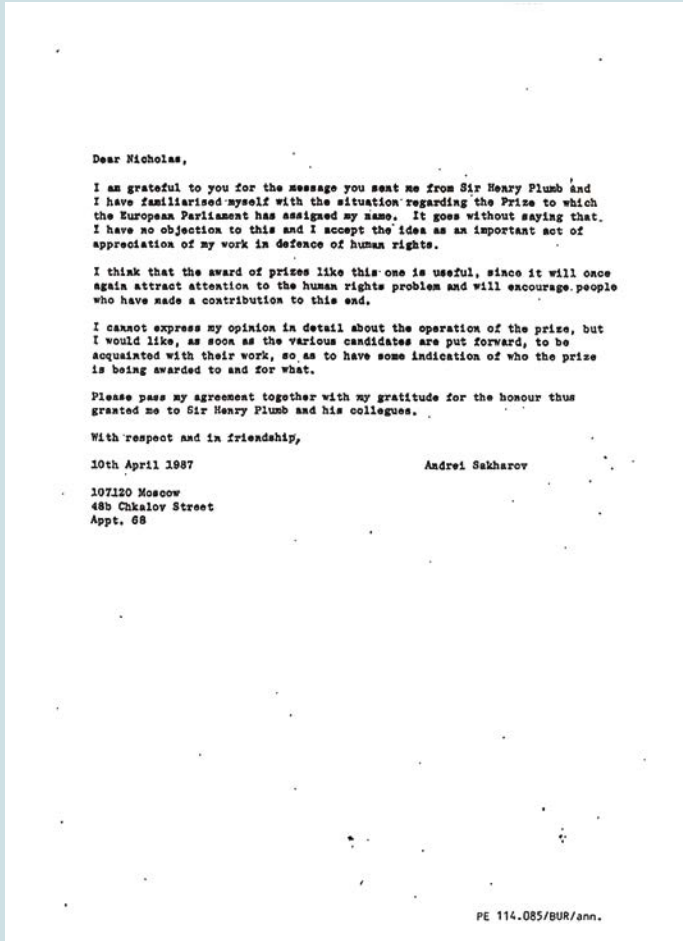 Dear Nicholas,
I am grateful to you for the message you sent me from Sir Henry Plumb and
I have familiarised myself with the situation regarding the Prize to which
the European Parliament has assigned my name. It goes without saying that
I have no objection to this and I accept the idea as an important act of
appreciation of my work in defence of human rights.
I think that the award of prizes like this one is useful, since it will once
again attract attention to the human rights problem and will encourage people
who have made a contribution to this end.
I cannot express my opinion in detail about the operation of the prize, but
I would like, as soon as the various candidates are put forward, to be
acquainted with their work, so as to have some indication of who the prize
is being awarded to and for what.
Please pass my agreement together with my gratitude for the honour thus
granted me to Sir Henry Plumb and his collegues.
With respect and in friendship,
10th April 1987 Andrei Sakharov
107120 Moscow
48b Chkalov Street
Appt. 68
PE 114.085/BUR/ann.